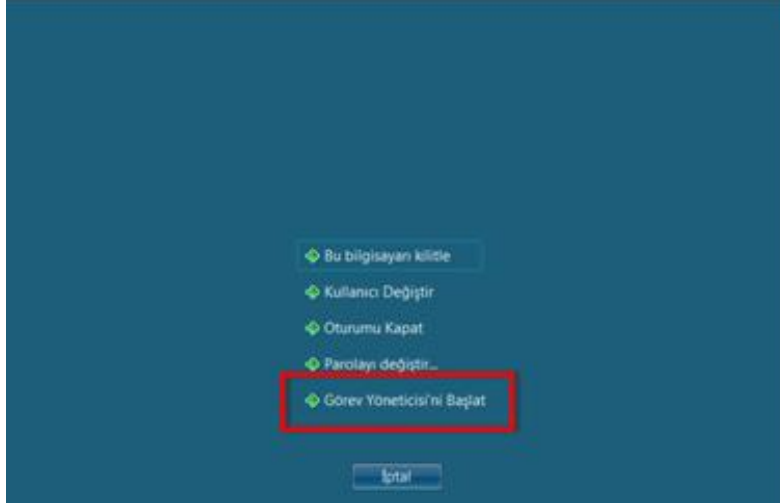 Bu bilgisayarı kilitle
Kullanıcı Değiştir
Oturumu Kapat
Parolayı değiştir...
Görev Yöneticisi'ni Başlat
İptal